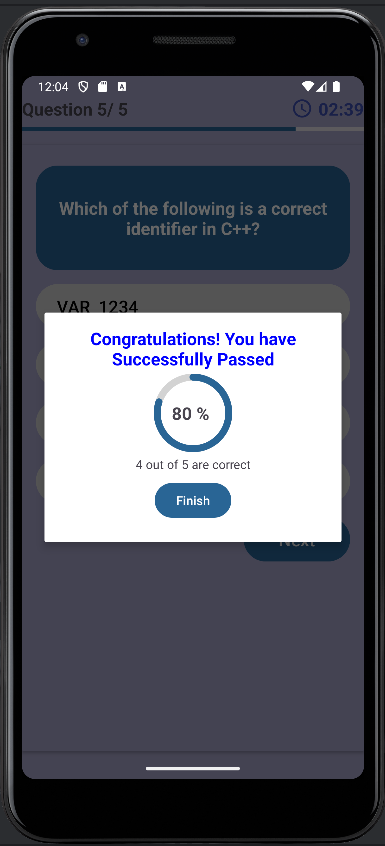 12:04
Question 5/ 5
02:39
Which of the following is a correct
identifier in C++?
VAR_1234
Congratulations! You have
Successfully Passed
80 %
4 out of 5 are correct
Finish
Next